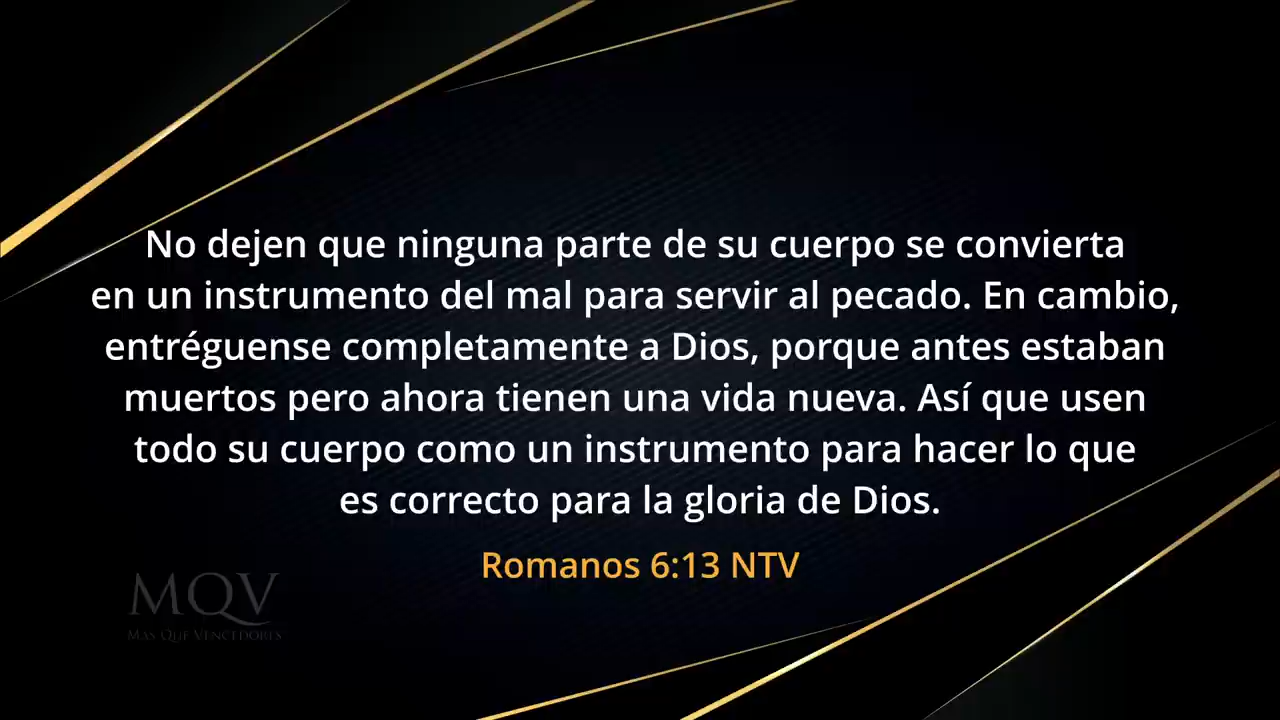 No dejen que ninguna parte de su cuerpo se convierta
en un instrumento del mal para servir al pecado. En cambio,
entréguense completamente a Dios, porque antes estaban
muertos pero ahora tienen una vida nueva. Así que usen
todo su cuerpo como un instrumento para hacer lo que
es correcto para la gloria de Dios.
Romanos 6:13 NTV
MQV
MAS QUE VENCEDORES